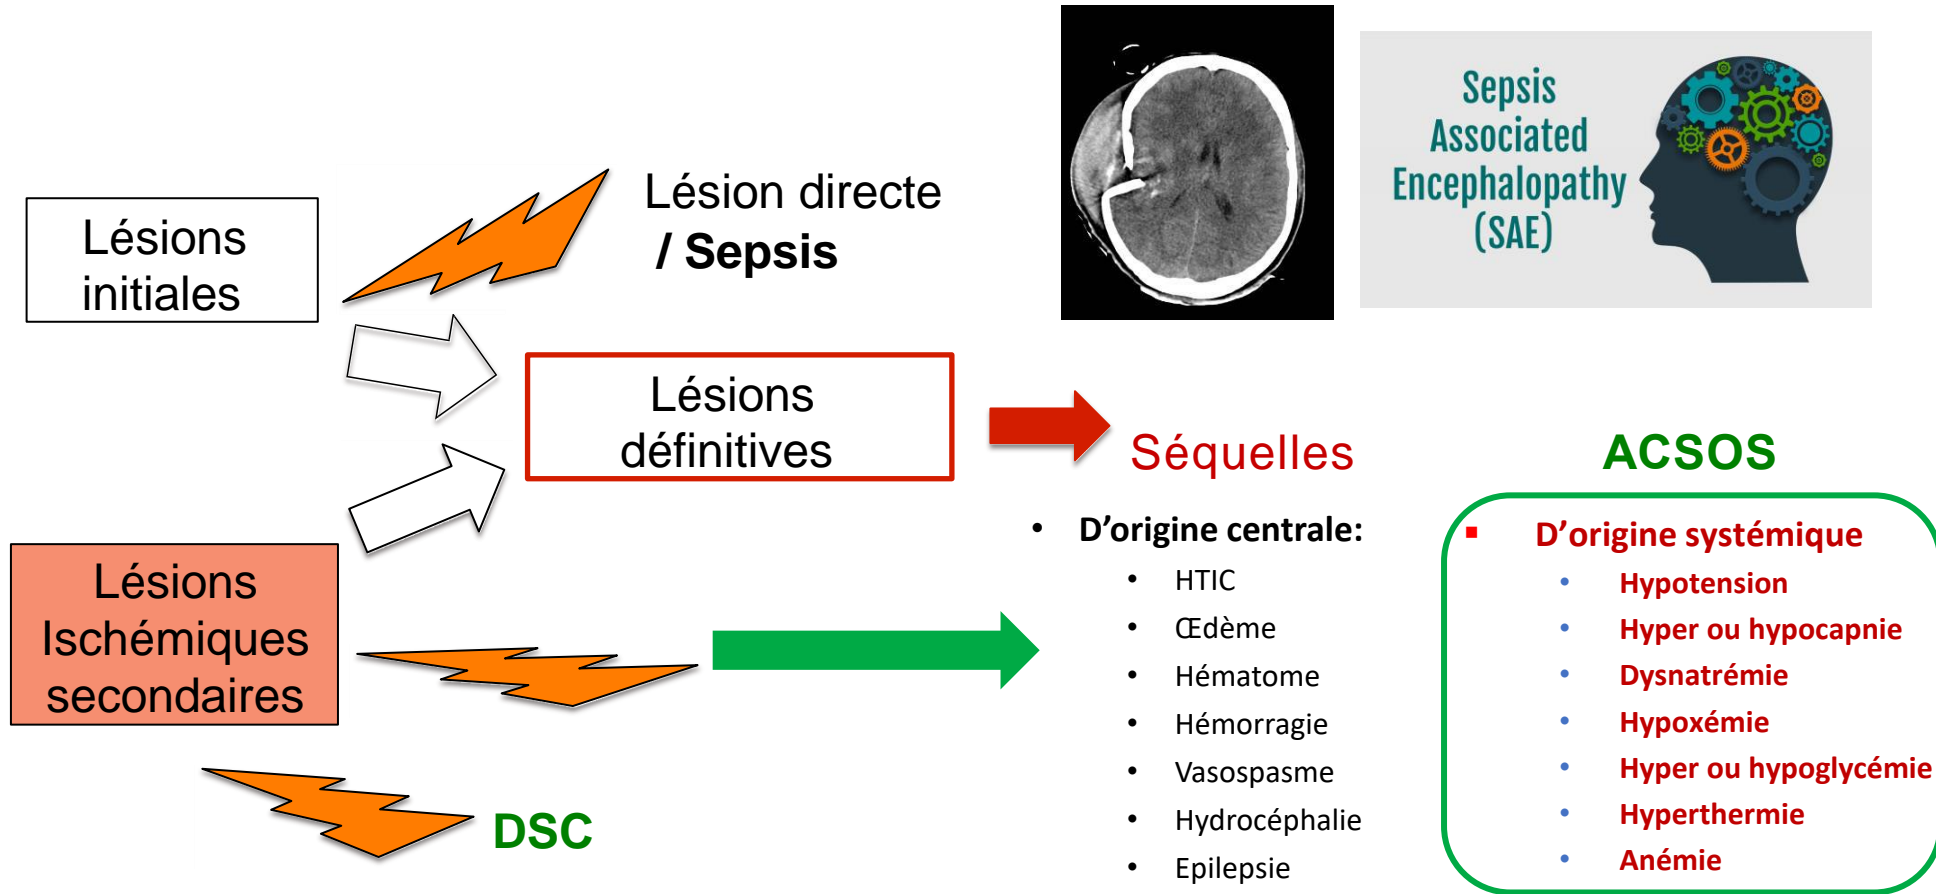 Lésions
initiales
Lésion directe
/ Sepsis
Sepsis
Associated
Encephalopathy
(SAE)
Lésions
définitives
Séquelles
ACSOS
Lésions
Ischémiques
secondaires
DSC
• D’origine centrale:
• HTIC
• Œdème
• Hématome
• Hémorragie
• Vasospasme
• Hydrocéphalie
• Epilepsie
▪ D’origine systémique
• Hypotension
• Hyper ou hypocapnie
• Dysnatrémie
• Hypoxémie
• Hyper ou hypoglycémie
• Hyperthermie
• Anémie